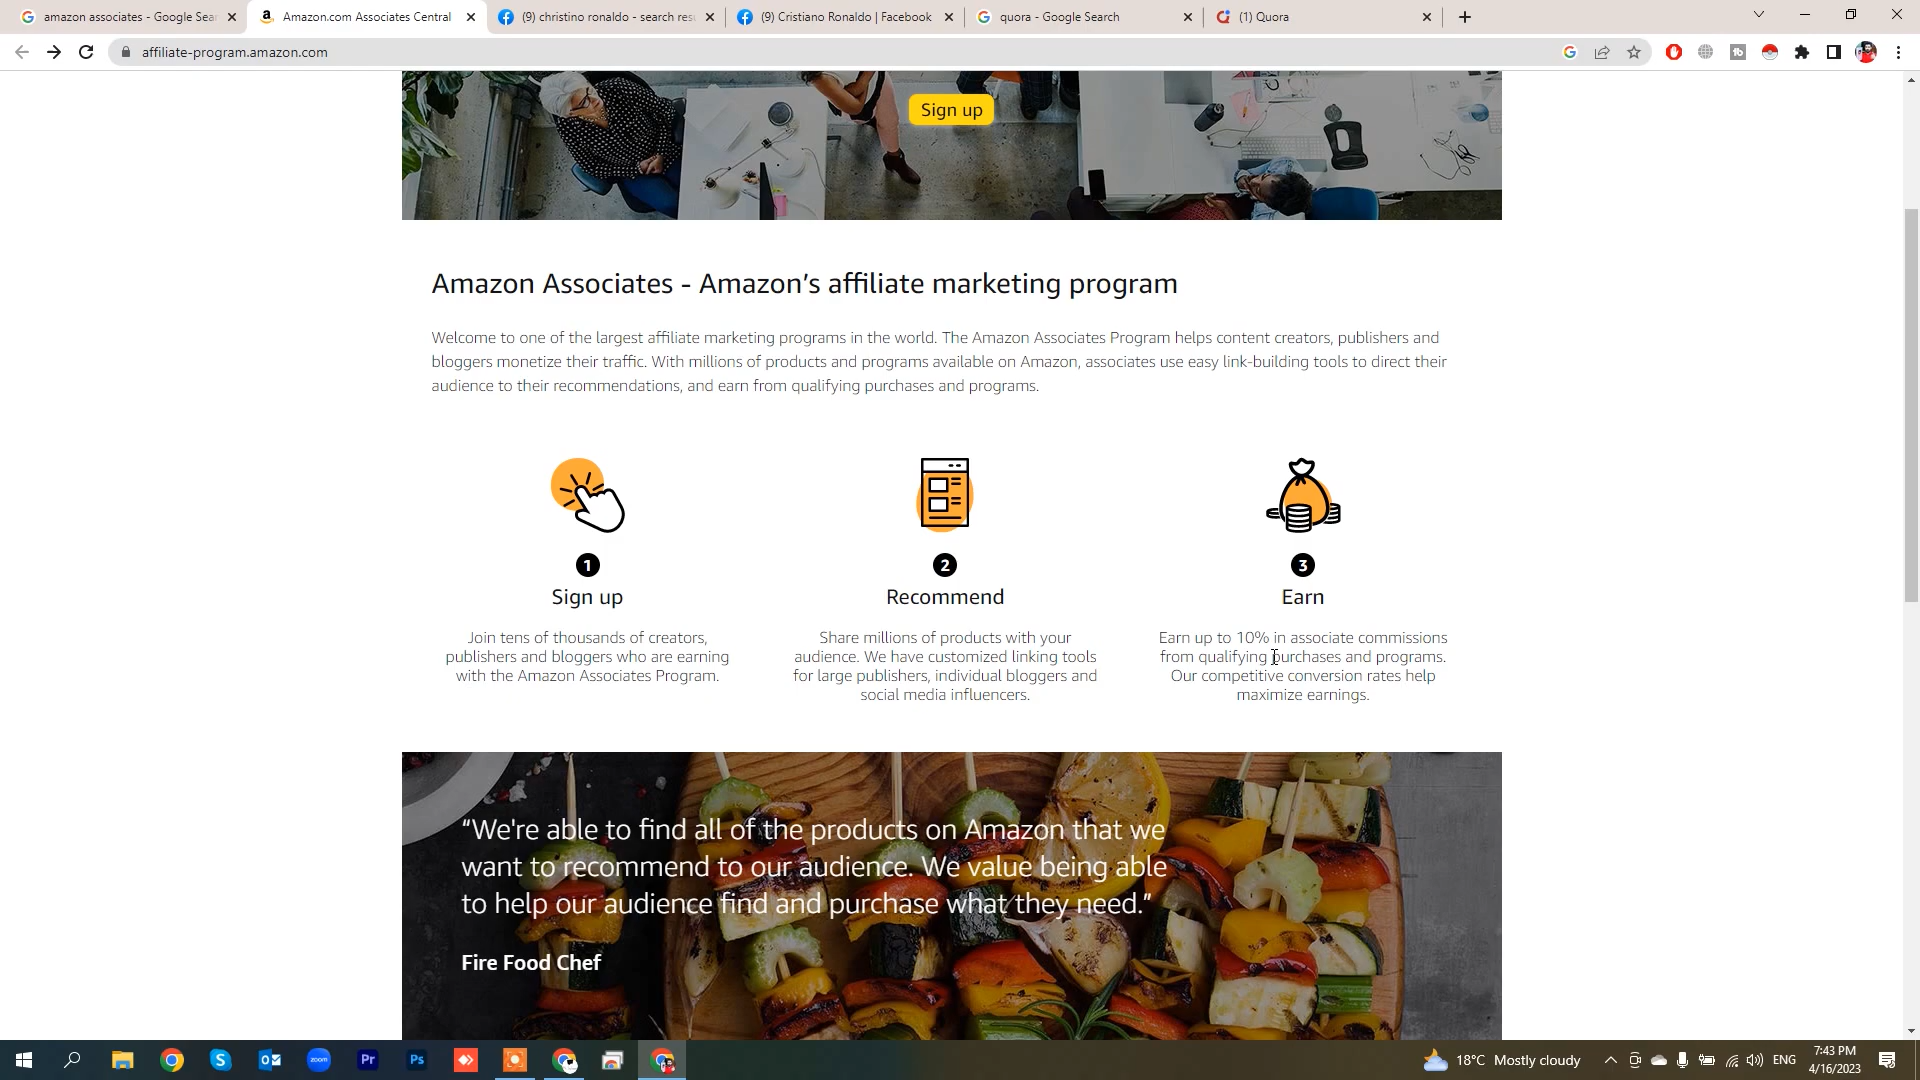 amazon associates - Google Sear
Amazon.com Associates Central
(9) christino ronaldo - search resu
(9) Cristiano Ronaldo | Facebook
quora - Google Search
(1) Quora
affiliate-program.amazon.com
Sign up
Amazon Associates - Amazon’s affiliate marketing program
Welcome to one of the largest affiliate marketing programs in the world. The Amazon Associates Program helps content creators, publishers and
bloggers monetize their traffic. With millions of products and programs available on Amazon, associates use easy link-building tools to direct their
audience to their recommendations, and earn from qualifying purchases and programs.
1
Sign up
Join tens of thousands of creators,
publishers and bloggers who are earning
with the Amazon Associates Program.
2
Recommend
Share millions of products with your
audience. We have customized linking tools
for large publishers, individual bloggers and
social media influencers.
3
Earn
Earn up to 10% in associate commissions
from qualifying purchases and programs.
Our competitive conversion rates help
maximize earnings.
“We're able to find all of the products on Amazon that we
want to recommend to our audience. We value being able
to help our audience find and purchase what they need.”
Fire Food Chef
zoom
Pr
Ps
18°C Mostly cloudy
ENG
7:43 PM
4/16/2023